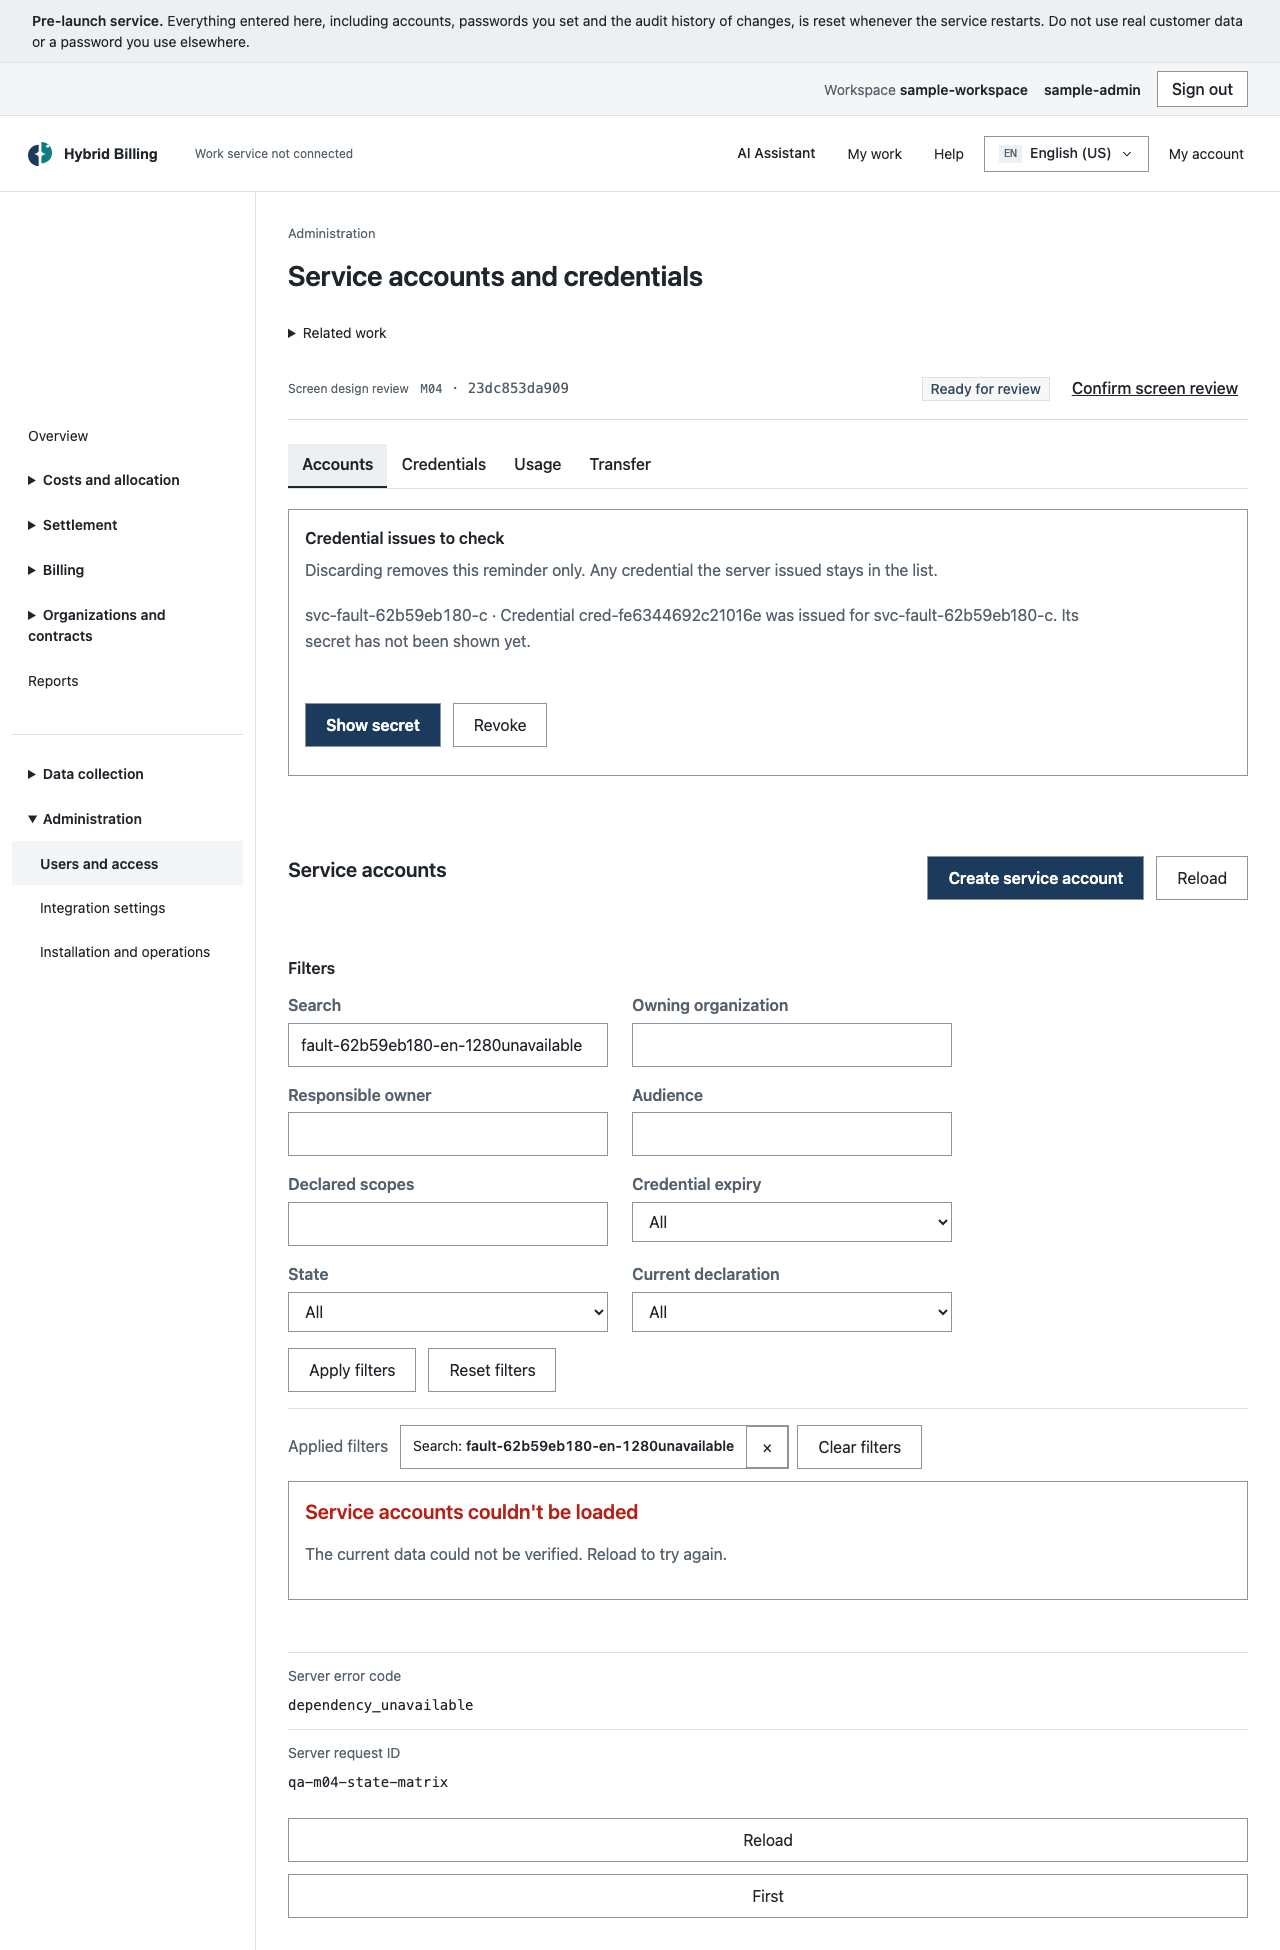 Pre-launch service. Everything entered here, including accounts, passwords you set and the audit history of changes, is reset whenever the service restarts. Do not use real customer data
or a password you use elsewhere.
Workspace sample-workspace sample-admin Sign out
Hybrid Billing Work service not connected AI Assistant My work Help EN English (US) My account
Administration
Service accounts and credentials
Related work
Screen design review M04 · 23dc853da909 Ready for review Confirm screen review
Overview
Costs and allocation
Settlement
Billing
Organizations and
contracts
Reports
Data collection
Administration
Users and access
Integration settings
Installation and operations
Accounts Credentials Usage Transfer
Credential issues to check
Discarding removes this reminder only. Any credential the server issued stays in the list.
svc-fault-62b59eb180-c · Credential cred-fe6344692c21016e was issued for svc-fault-62b59eb180-c. Its
secret has not been shown yet.
Show secret Revoke
Service accounts Create service account Reload
Filters
Search Owning organization
fault-62b59eb180-en-1280unavailable
Responsible owner Audience
Declared scopes Credential expiry
All
State Current declaration
All All
Apply filters Reset filters
Applied filters Search: fault-62b59eb180-en-1280unavailable × Clear filters
Service accounts couldn't be loaded
The current data could not be verified. Reload to try again.
Server error code
dependency_unavailable
Server request ID
qa-m04-state-matrix
Reload
First